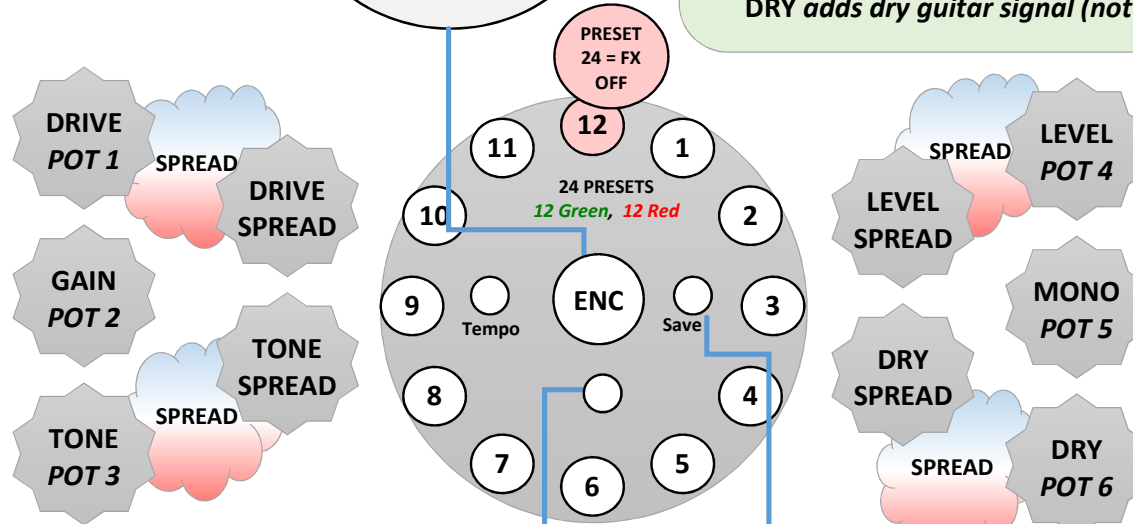 DRY adds dry guitar signal (not
PRESET
24 = FX
OFF
DRIVE
POT 1
SPREAD
DRIVE
SPREAD
GAIN
POT 2
TONE
SPREAD
SPREAD
TONE
POT 3
12
11
1
24 PRESETS
12 Green, 12 Red
10
2
9
Tempo
ENC
Save
3
8
4
7
6
5
LEVEL
POT 4
SPREAD
LEVEL
SPREAD
MONO
POT 5
DRY
SPREAD
SPREAD
DRY
POT 6